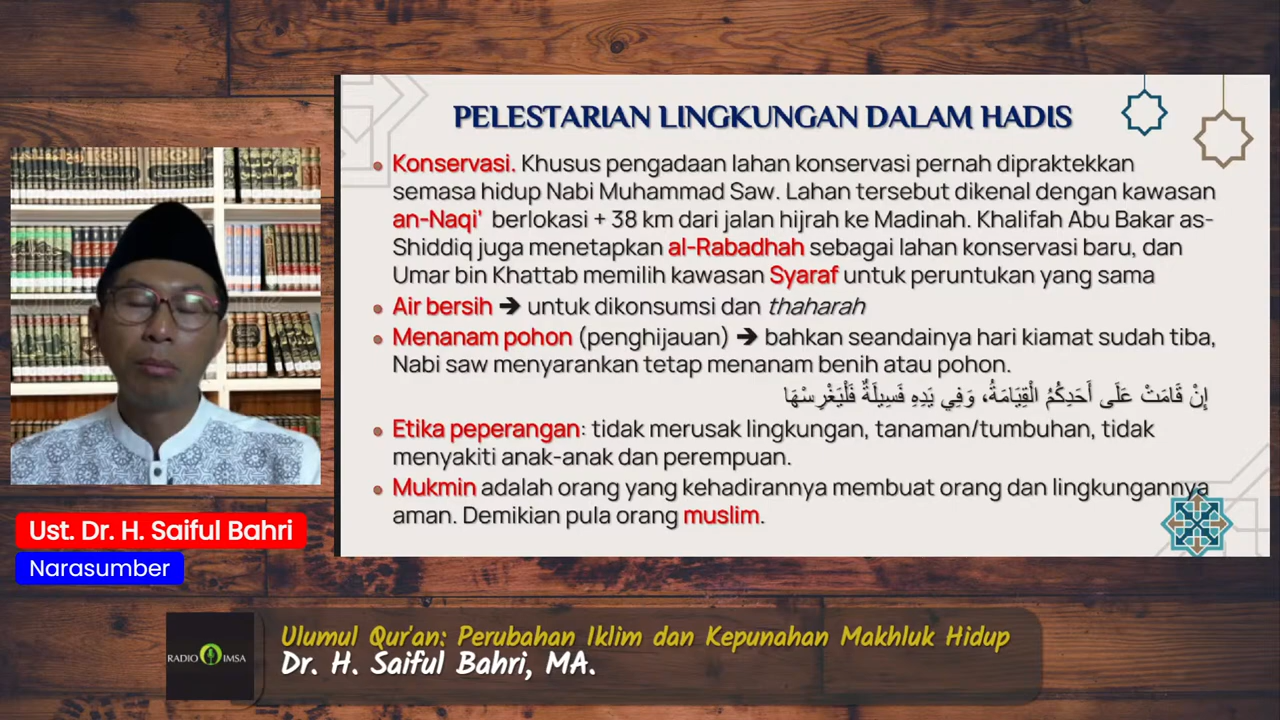 PELESTARIAN LINGKUNGAN DALAM HADIS
Konservasi. Khusus pengadaan lahan konservasi pernah dipraktekkan
semasa hidup Nabi Muhammad Saw. Lahan tersebut dikenal dengan kawasan
an-Naqi' berlokasi + 38 km dari jalan hijrah ke Madinah. Khalifah Abu Bakar as-
Shiddiq juga menetapkan al-Rabadhah sebagai lahan konservasi baru, dan
Umar bin Khattab memilih kawasan Syaraf untuk peruntukan yang sama
Air bersih → untuk dikonsumsi dan thaharah
Menanam pohon (penghijauan) → bahkan seandainya hari kiamat sudah tiba,
Nabi saw menyarankan tetap menanam benih atau pohon.
إِنْ قَامَتْ عَلَى أَحَدِكُمُ الْقِيَامَةُ، وَفِي يَدِهِ فَسِيلَةٌ فَلْيَغْرِسْهَا
Etika peperangan: tidak merusak lingkungan, tanaman/tumbuhan, tidak
menyakiti anak-anak dan perempuan.
Mukmin adalah orang yang kehadirannya membuat orang dan lingkungannya
aman. Demikian pula orang muslim.
Ust. Dr. H. Saiful Bahri
Narasumber
RADIO IMSA
Ulumul Qur'an: Perubahan Iklim dan Kepunahan Makhluk Hidup
Dr. H. Saiful Bahri, MA.